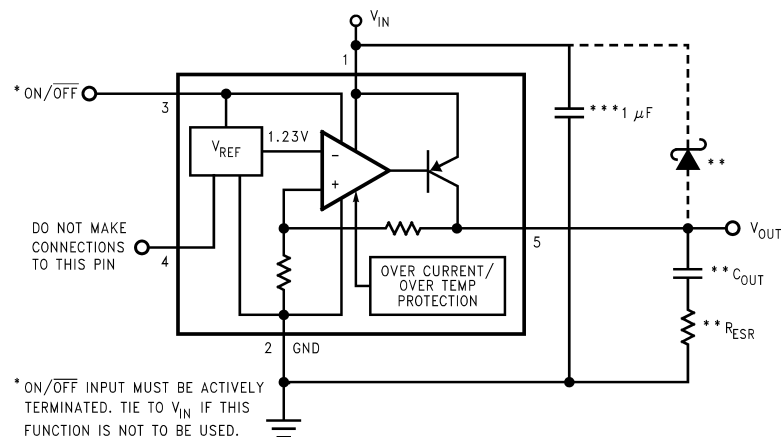 V_IN
1
* ON/OFF
3
* * * 1 μF
1.23V
V_REF
−
+
* *
DO NOT MAKE
CONNECTIONS
TO THIS PIN
4
5
V_OUT
OVER CURRENT/
OVER TEMP
PROTECTION
* * C_OUT
* * R_ESR
2 GND
* ON/OFF INPUT MUST BE ACTIVELY
TERMINATED. TIE TO V_IN IF THIS
FUNCTION IS NOT TO BE USED.